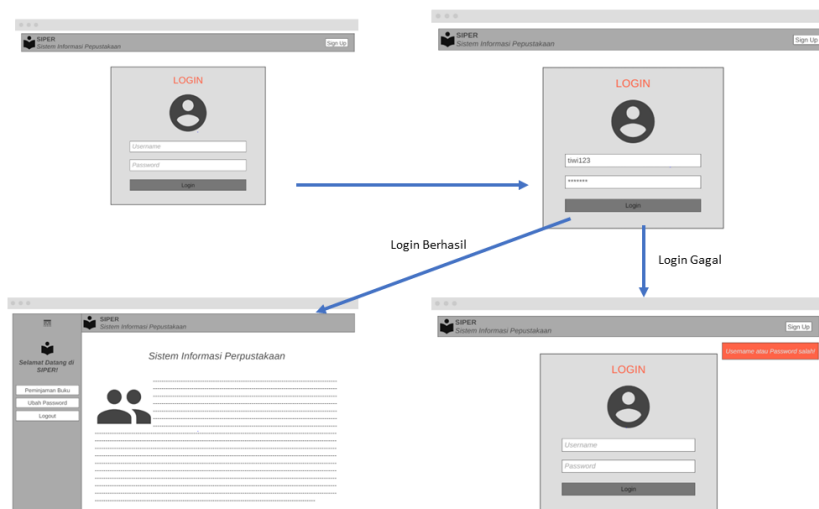 SIPER
Sistem Informasi Pepustakaan
Sign Up
LOGIN
Username
Password
Login
SIPER
Sistem Informasi Pepustakaan
Sign Up
LOGIN
tiwi123
*******
Login
Login Berhasil
Login Gagal
SIPER
Sistem Informasi Pepustakaan
Selamat Datang di
SIPER!
Peminjaman Buku
Ubah Password
Logout
Sistem Informasi Perpustakaan
SIPER
Sistem Informasi Pepustakaan
Sign Up
Username atau Password salah!
LOGIN
Username
Password
Login